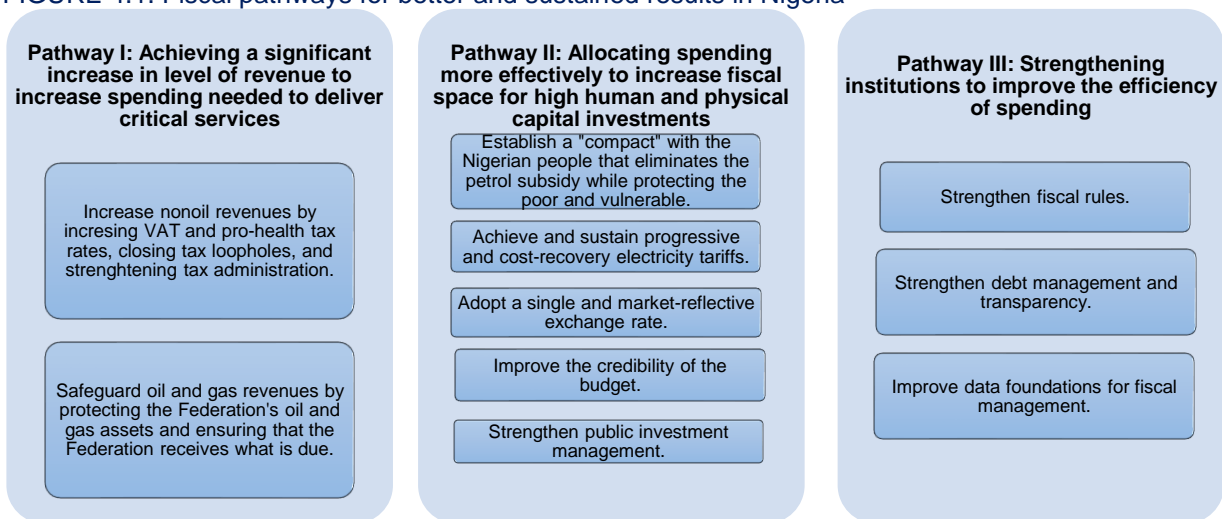 FIGURE 4.1: Fiscal pathways for better and sustained results in Nigeria
Pathway I: Achieving a significant
increase in level of revenue to
increase spending needed to deliver
critical services
Increase nonoil revenues by
incresing VAT and pro-health tax
rates, closing tax loopholes, and
strenghtening tax administration.
Safeguard oil and gas revenues by
protecting the Federation's oil and
gas assets and ensuring that the
Federation receives what is due.
Pathway II: Allocating spending
more effectively to increase fiscal
space for high human and physical
capital investments
Establish a "compact" with the
Nigerian people that eliminates the
petrol subsidy while protecting the
poor and vulnerable.
Achieve and sustain progressive
and cost-recovery electricity tariffs.
Adopt a single and market-reflective
exchange rate.
Improve the credibility of the
budget.
Strengthen public investment
management.
Pathway III: Strengthening
institutions to improve the efficiency
of spending
Strengthen fiscal rules.
Strengthen debt management and
transparency.
Improve data foundations for fiscal
management.